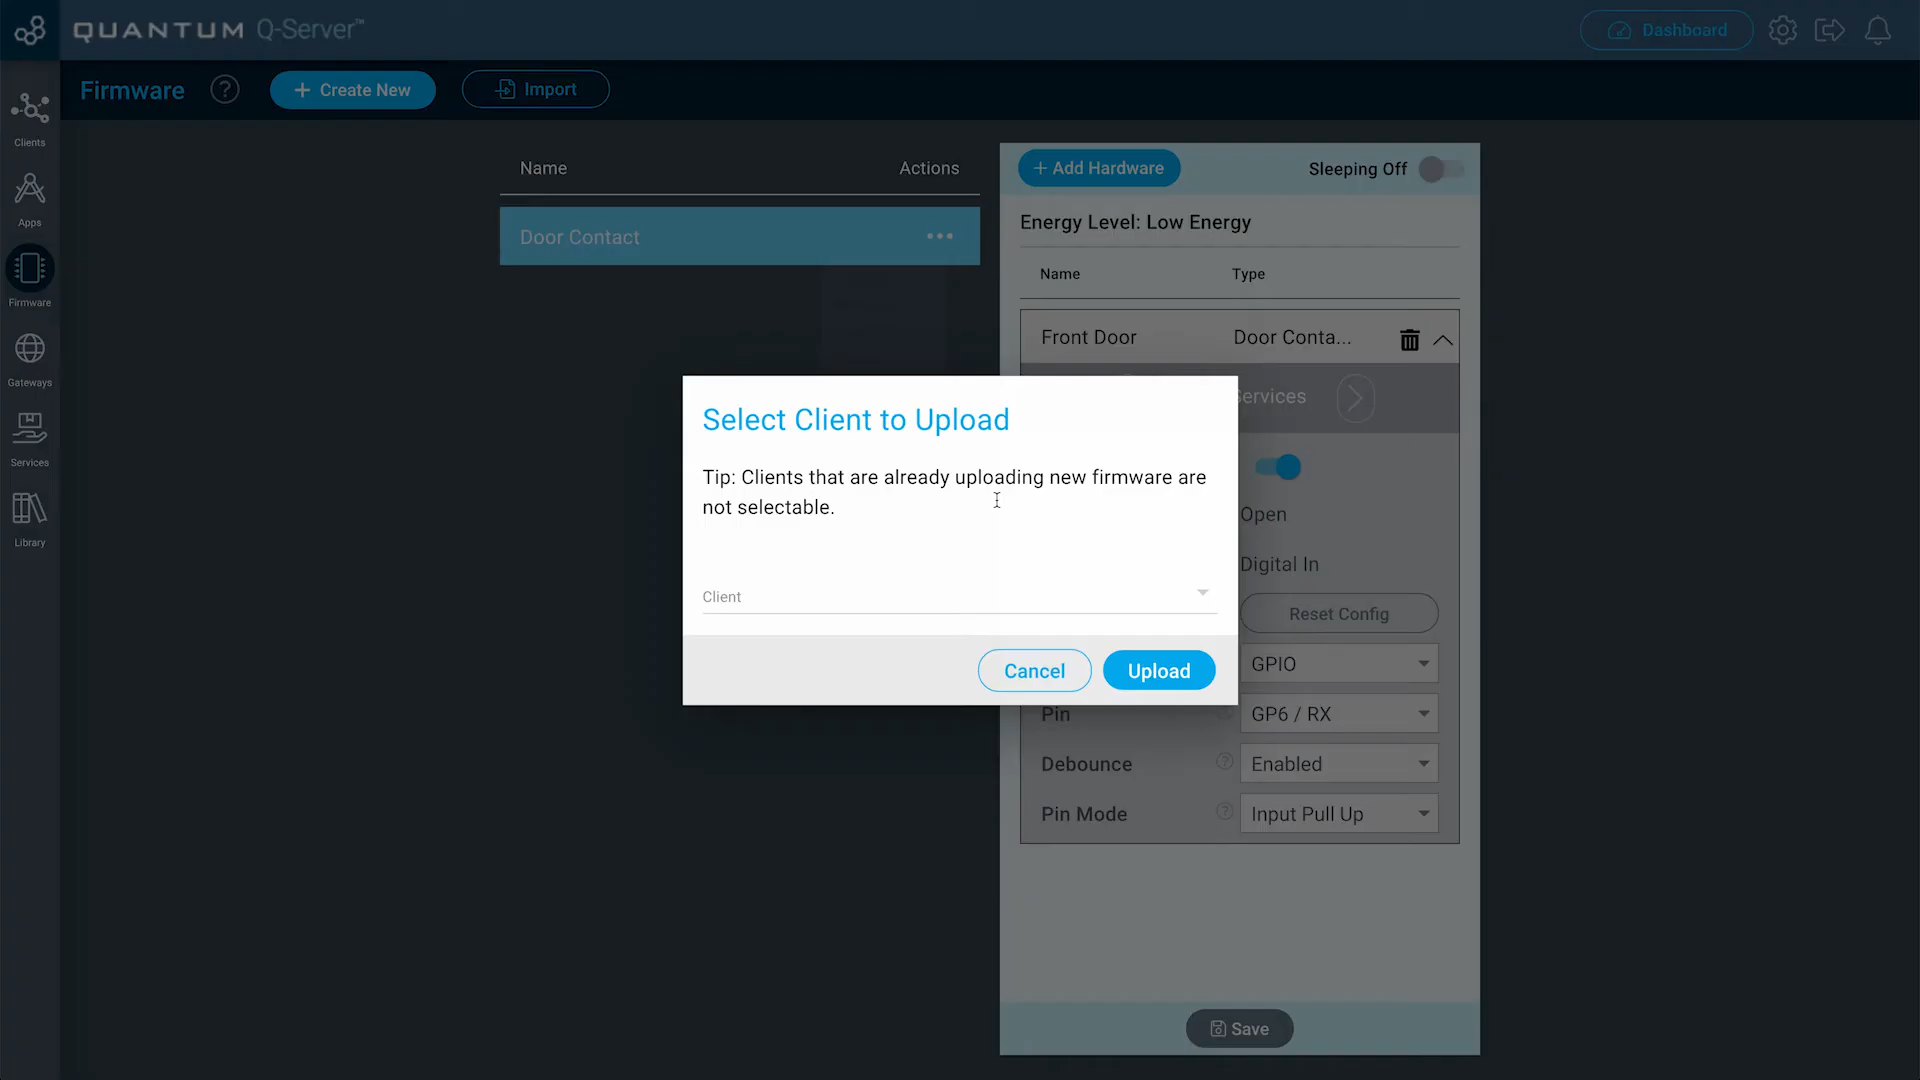 QUANTUM Q-Server™
Dashboard
Firmware ? + Create New Import
Clients
Apps
Firmware
Gateways
Services
Library
Name Actions
Door Contact
+ Add Hardware Sleeping Off
Energy Level: Low Energy
Name Type
Front Door Door Conta...
Services
Open
Digital In
Reset Config
GPIO
Pin GP6 / RX
Debounce ? Enabled
Pin Mode ? Input Pull Up
Save
Select Client to Upload
Tip: Clients that are already uploading new firmware are
not selectable.
Client
Cancel Upload